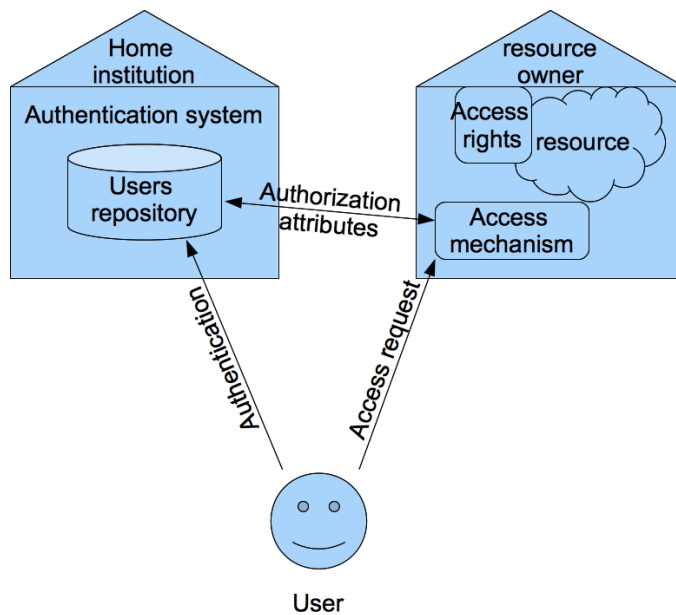 Home
institution
Authentication system
Users
repository
resource
owner
Access
rights
resource
Authorization
attributes
Access
mechanism
Authentication
Access request
User